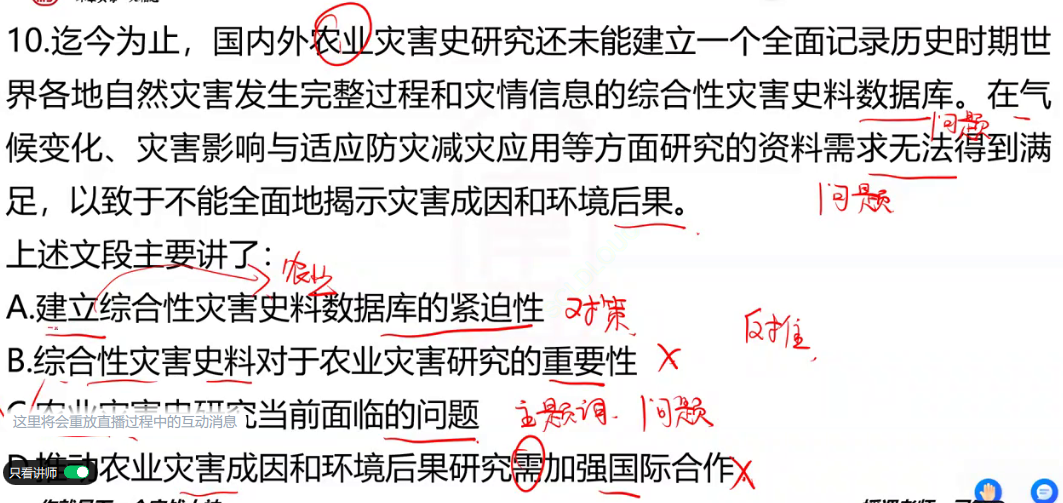 10.迄今为止，国内外农业灾害史研究还未能建立一个全面记录历史时期世
界各地自然灾害发生完整过程和灾情信息的综合性灾害史料数据库。在气
问题
候变化、灾害影响与适应防灾减灾应用等方面研究的资料需求无法得到满
足，以致于不能全面地揭示灾害成因和环境后果。
问题
上述文段主要讲了：
农业
A.建立综合性灾害史料数据库的紧迫性 对策
反推
B.综合性灾害史料对于农业灾害研究的重要性 X
C.农业灾害史研究当前面临的问题 主题词、问题
这里将会重放直播过程中的互动消息
D.推动农业灾害成因和环境后果研究需加强国际合作 X
只看讲师